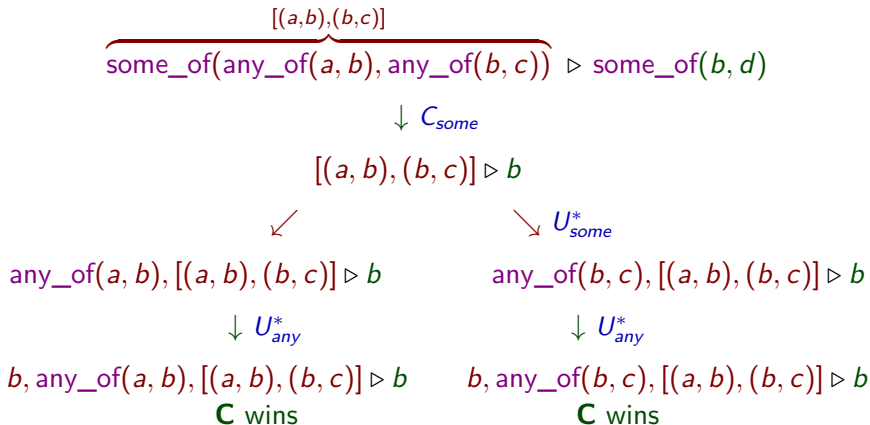 [(a,b),(b,c)]
some_of(any_of(a, b), any_of(b, c)) ▷ some_of(b, d)
↓ C_some
[(a, b), (b, c)] ▷ b
↙ ↘ U*_some
any_of(a, b), [(a, b), (b, c)] ▷ b any_of(b, c), [(a, b), (b, c)] ▷ b
↓ U*_any ↓ U*_any
b, any_of(a, b), [(a, b), (b, c)] ▷ b b, any_of(b, c), [(a, b), (b, c)] ▷ b
C wins C wins